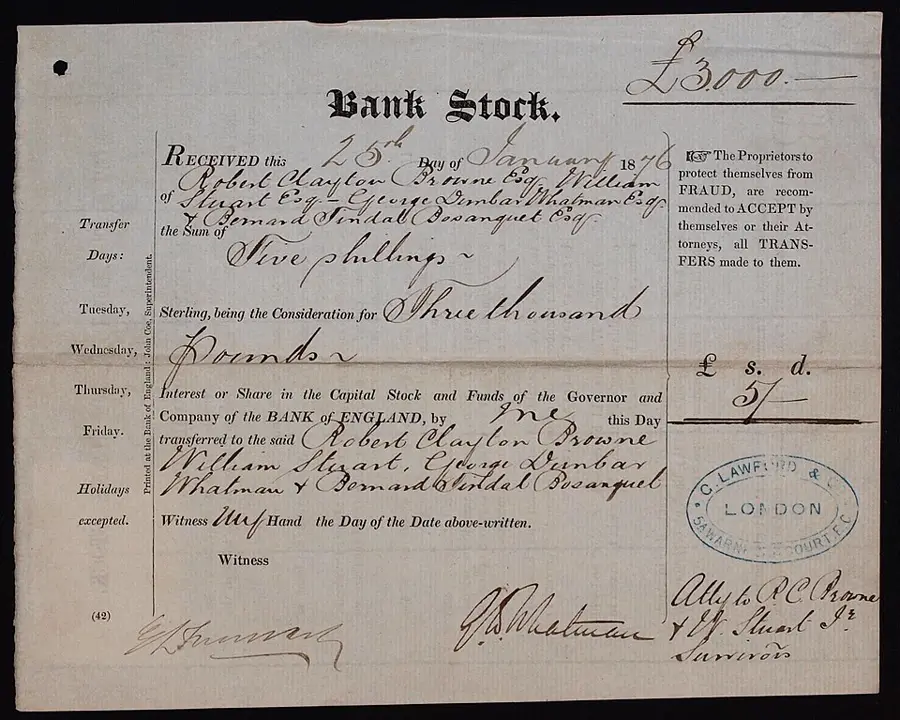 £3000.—
Bank Stock.
RECEIVED this 25th Day of January 1876
of Robert Clayton Browne Esq William
Stuart Esq - George Dunbar Whatman Esq
& Bernard Tindal Bosanquet Esq
the Sum of
Five shillings
Sterling, being the Consideration for Three thousand
Pounds
Interest or Share in the Capital Stock and Funds of the Governor and
Company of the BANK of ENGLAND, by me this Day
transferred to the said Robert Clayton Browne
William Stuart, George Dunbar
Whatman & Bernard Tindal Bosanquet
Witness my Hand the Day of the Date above-written.
Witness
G.D. Whatman
Atty to R. C. Browne
& W. Stuart Jr.
Survivors
☞ The Proprietors to
protect themselves from
FRAUD, are recom-
mended to ACCEPT by
themselves or their At-
torneys, all TRANS-
FERS made to them.
£ s. d.
5/—
C. LAWFORD & Co
LONDON
COURT, E.C.
Transfer
Days:
Tuesday,
Wednesday,
Thursday,
Friday.
Holidays
excepted.
(42)
Printed at the Bank of England: John Coe, Superintendent.